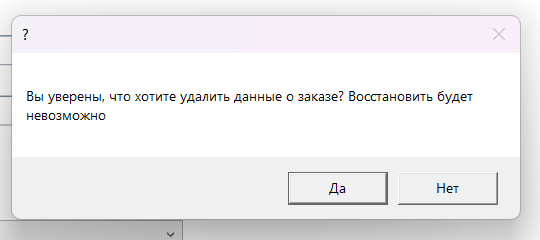 ?
Вы уверены, что хотите удалить данные о заказе? Восстановить будет
невозможно
Да
Нет